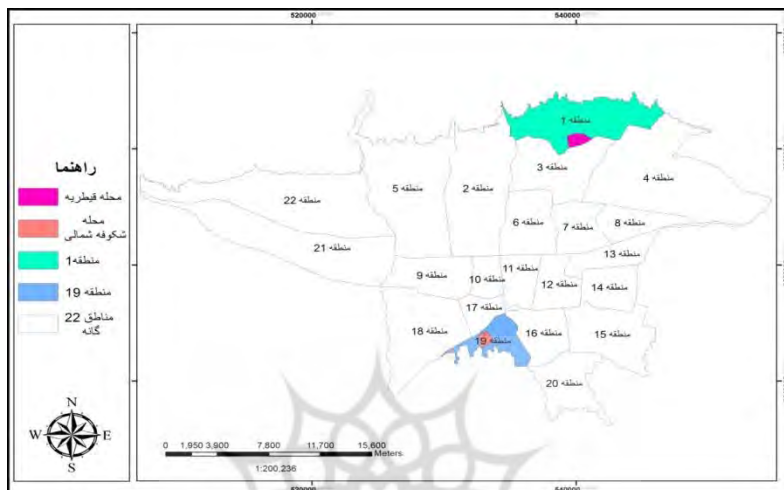 520000 540000
راهنما
محله قیطریه
محله
شکوفه شمالی
منطقه1
منطقه 19
مناطق 22
گانه
N
W E
S
منطقه 1
منطقه 3
منطقه 4
منطقه 5
منطقه 2
منطقه 22
منطقه 6
منطقه 7
منطقه 8
منطقه 21
منطقه 13
منطقه 9
منطقه 10
منطقه 11
منطقه 12
منطقه 14
منطقه 17
منطقه 18
منطقه 19
منطقه 16
منطقه 15
منطقه 20
0 1,950 3,900 7,800 11,700 15,600
Meters
1:200,236
520000 540000